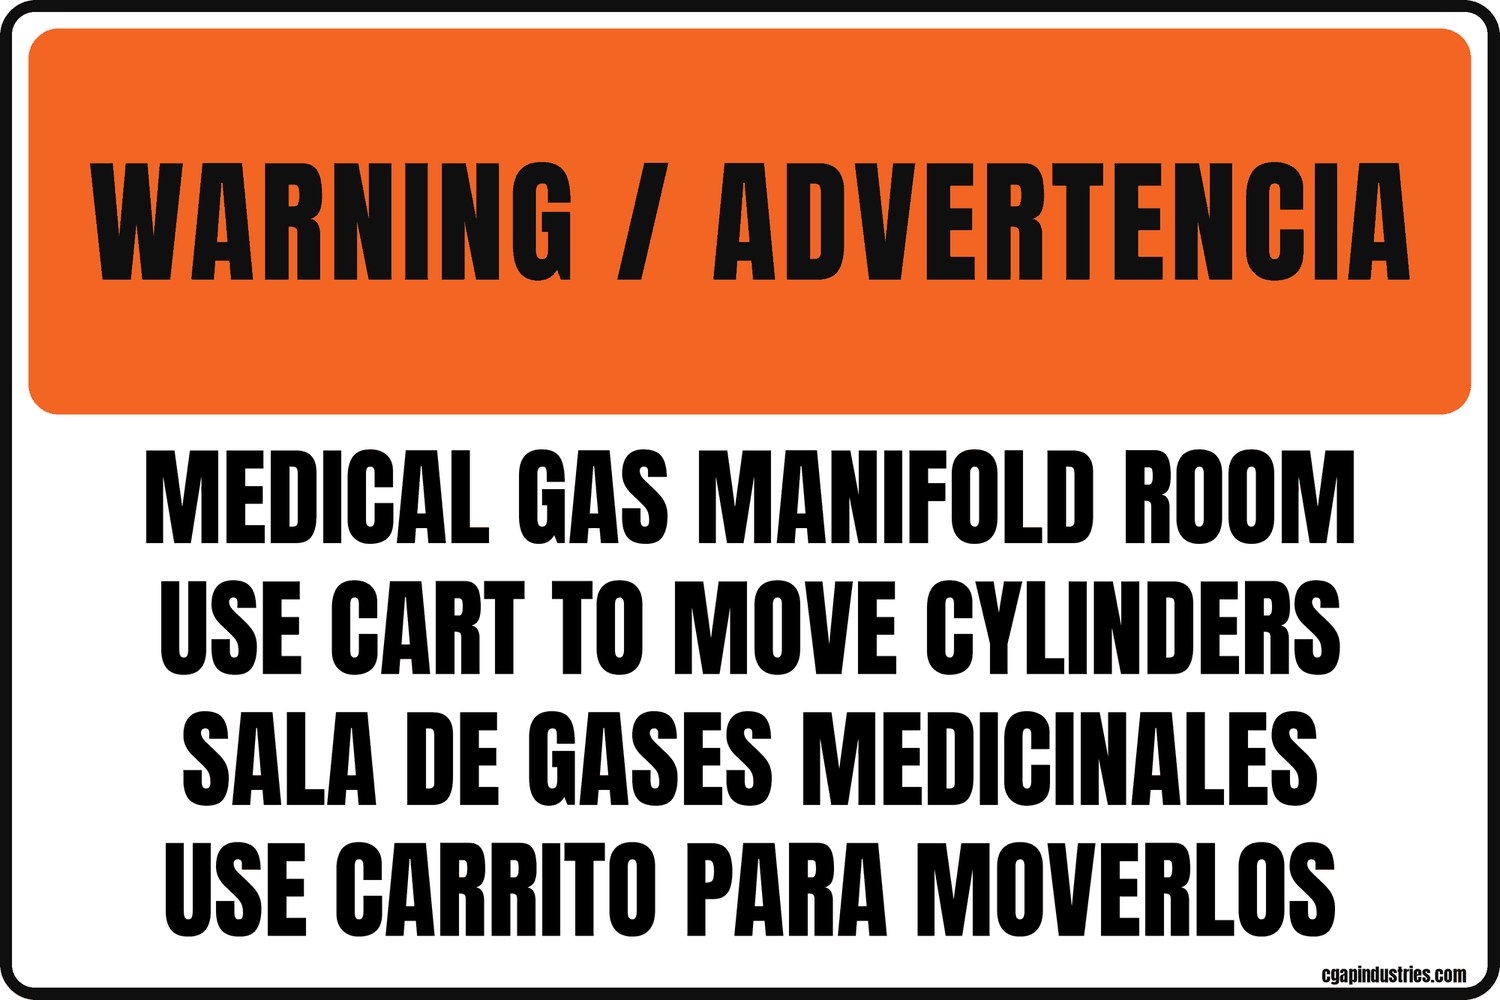 WARNING / ADVERTENCIA
MEDICAL GAS MANIFOLD ROOM
USE CART TO MOVE CYLINDERS
SALA DE GASES MEDICINALES
USE CARRITO PARA MOVERLOS
cgapindustries.com